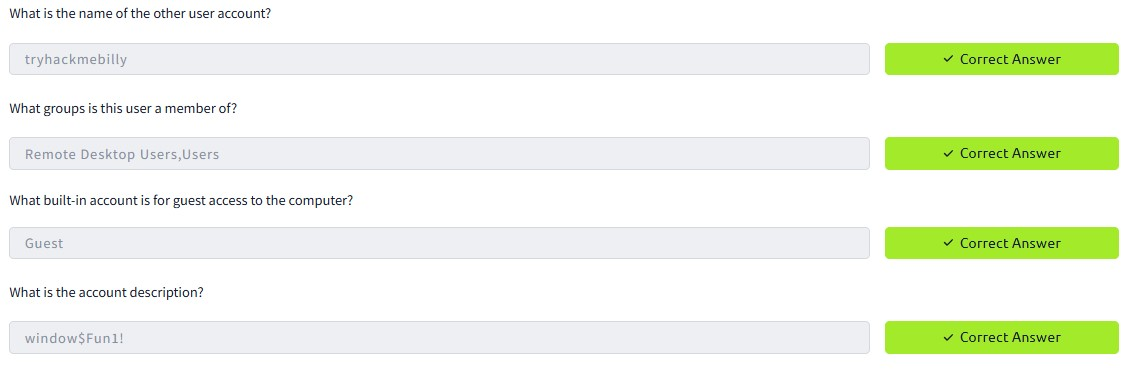 What is the name of the other user account?
tryhackmebilly
✓ Correct Answer
What groups is this user a member of?
Remote Desktop Users,Users
✓ Correct Answer
What built-in account is for guest access to the computer?
Guest
✓ Correct Answer
What is the account description?
window$Fun1!
✓ Correct Answer